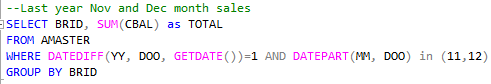 --Last year Nov and Dec month sales
SELECT BRID, SUM(CBAL) as TOTAL
FROM AMASTER
WHERE DATEDIFF(YY, DOO, GETDATE())=1 AND DATEPART(MM, DOO) in (11,12)
GROUP BY BRID